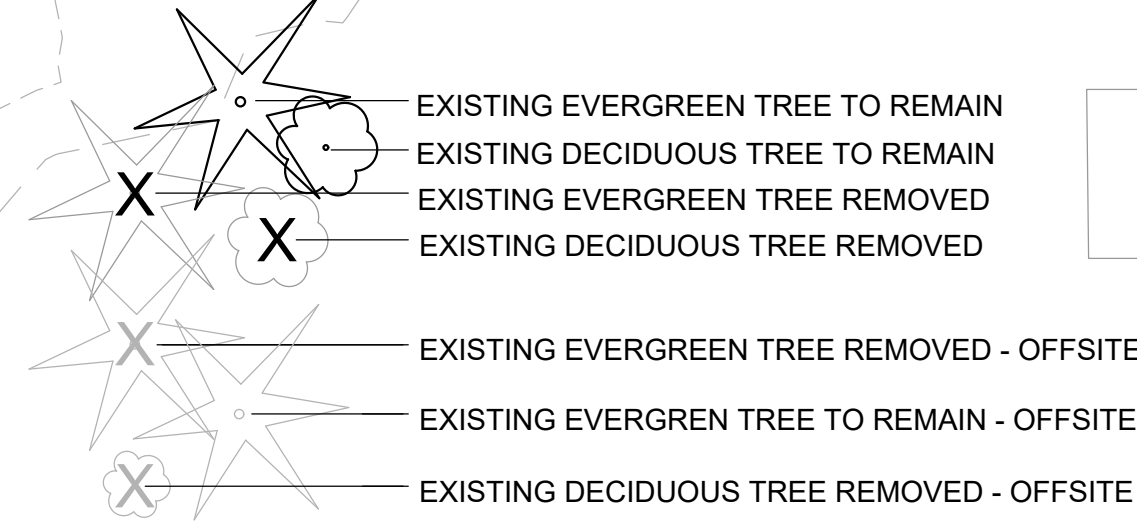 EXISTING EVERGREEN TREE TO REMAIN
EXISTING DECIDUOUS TREE TO REMAIN
X EXISTING EVERGREEN TREE REMOVED
X EXISTING DECIDUOUS TREE REMOVED
X EXISTING EVERGREEN TREE REMOVED - OFFSITE
EXISTING EVERGREN TREE TO REMAIN - OFFSITE
X EXISTING DECIDUOUS TREE REMOVED - OFFSITE